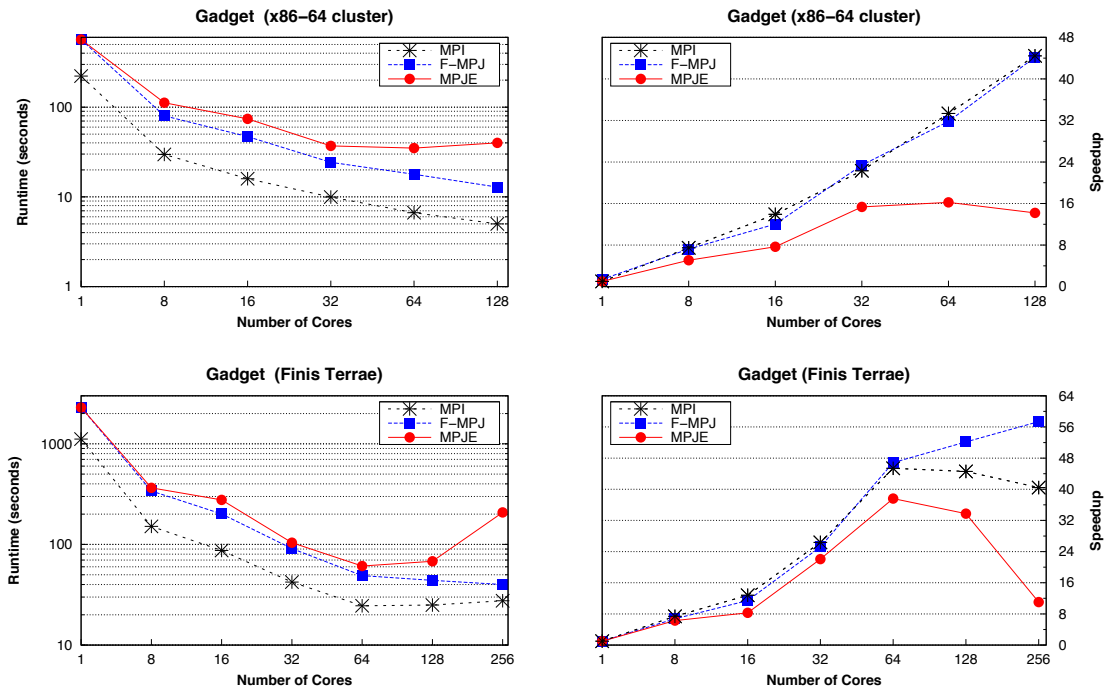 Gadget (x86−64 cluster)
MPI
F−MPJ
MPJE
100
10
1
Runtime (seconds)
1 8 16 32 64 128
Number of Cores
Gadget (x86−64 cluster)
MPI
F−MPJ
MPJE
48
40
32
24
16
8
0
Speedup
1 8 16 32 64 128
Number of Cores
Gadget (Finis Terrae)
MPI
F−MPJ
MPJE
1000
100
10
Runtime (seconds)
1 8 16 32 64 128 256
Number of Cores
Gadget (Finis Terrae)
MPI
F−MPJ
MPJE
64
56
48
40
32
24
16
8
0
Speedup
1 8 16 32 64 128 256
Number of Cores